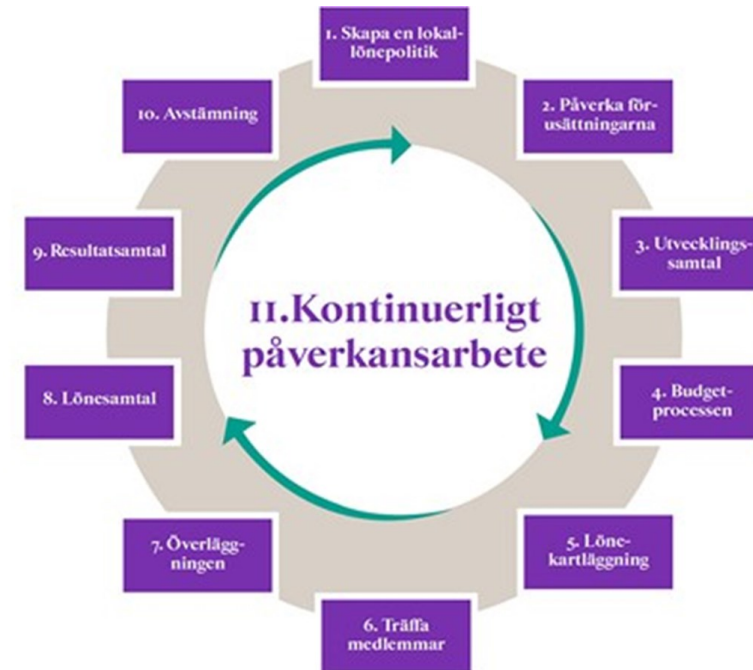 1. Skapa en lokal-
lönepolitik
2. Påverka för-
usättningarna
3. Utvecklings-
samtal
4. Budget-
processen
5. Löne-
kartläggning
6. Träffa
medlemmar
7. Överlägg-
ningen
8. Lönesamtal
9. Resultatsamtal
10. Avstämning
11.Kontinuerligt
påverkansarbete